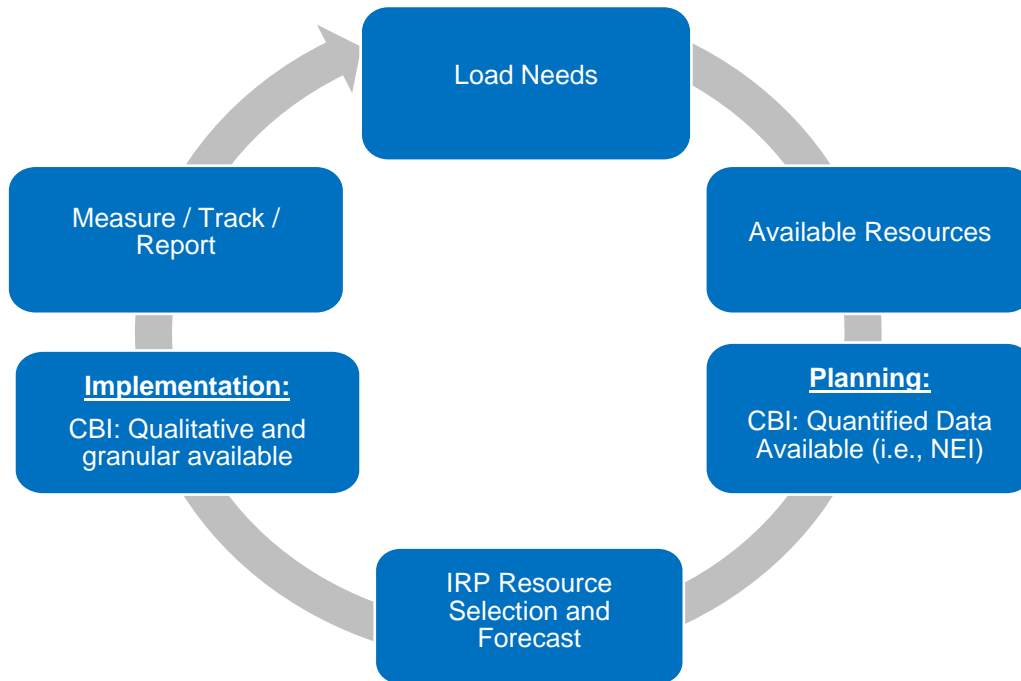 Load Needs
Available Resources
Planning:
CBI: Quantified Data
Available (i.e., NEI)
IRP Resource
Selection and
Forecast
Implementation:
CBI: Qualitative and
granular available
Measure / Track /
Report